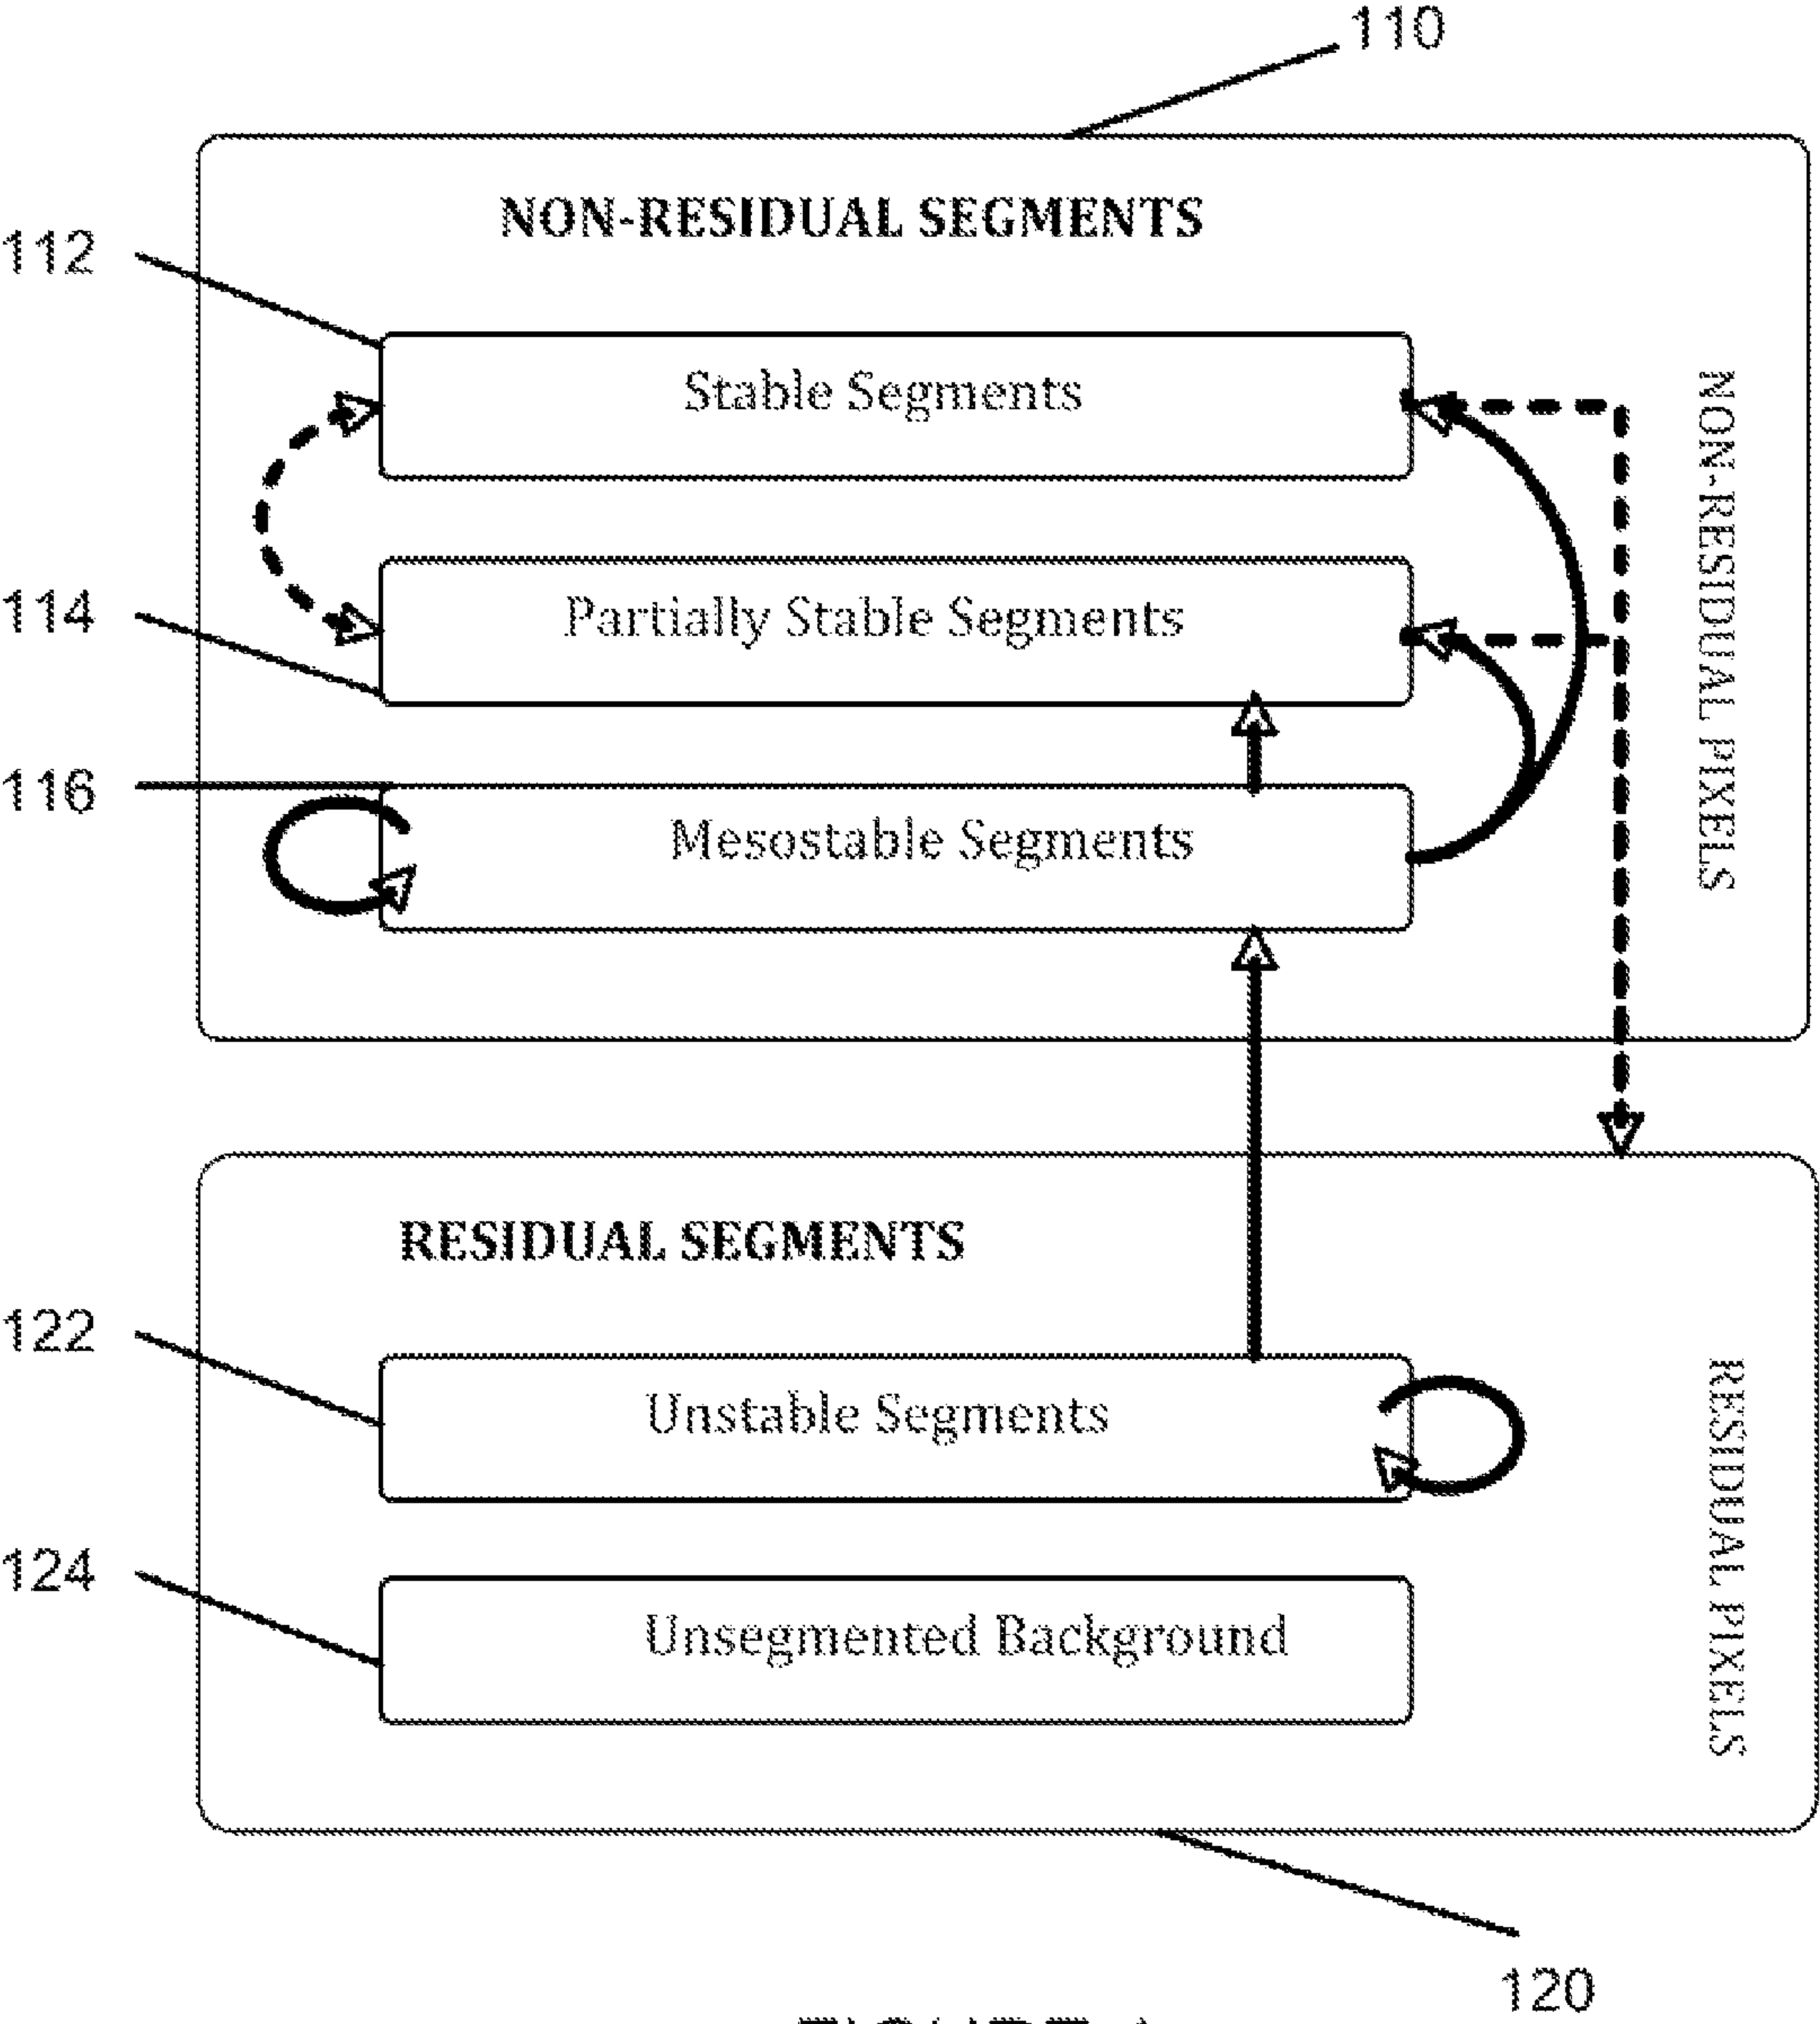 110
NON-RESIDUAL SEGMENTS
112
Stable Segments
NON-RESIDUAL PIXELS
114
Partially Stable Segments
116
Mesostable Segments
RESIDUAL SEGMENTS
122
Unstable Segments
RESIDUAL PIXELS
124
Unsegmented Background
120